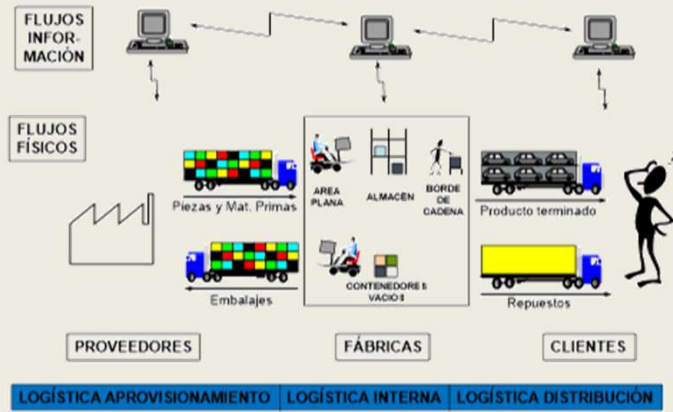 FLUJOS
INFOR-
MACIÓN
FLUJOS
FÍSICOS
Piezas y Mat. Primas
AREA
PLANA
ALMACÉN
BORDE
DE
CADENA
Producto terminado
Embalajes
CONTENEDORES
VACIOS
Repuestos
PROVEEDORES
FÁBRICAS
CLIENTES
LOGÍSTICA APROVISIONAMIENTO
LOGÍSTICA INTERNA
LOGÍSTICA DISTRIBUCIÓN